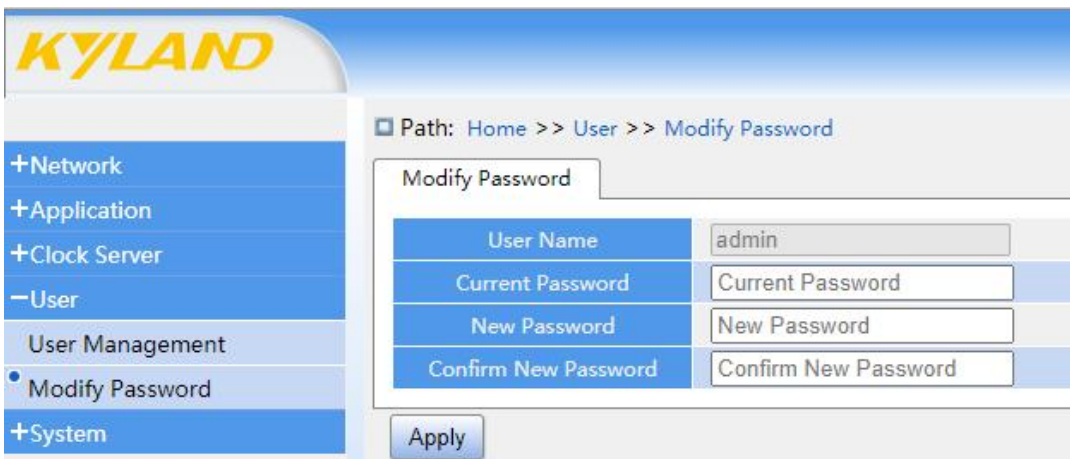 KYLAND
Path: Home >> User >> Modify Password
+Network
+Application
+Clock Server
−User
User Management
Modify Password
+System
Modify Password
User Name admin
Current Password Current Password
New Password New Password
Confirm New Password Confirm New Password
Apply